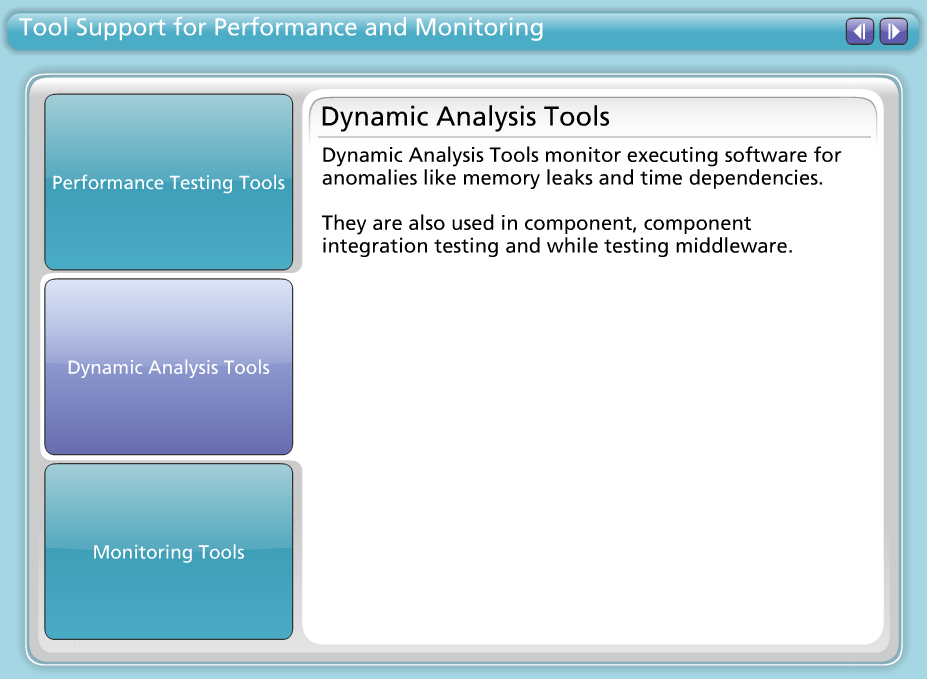 Tool Support for Performance and Monitoring
Performance Testing Tools
Dynamic Analysis Tools
Monitoring Tools
Dynamic Analysis Tools
Dynamic Analysis Tools monitor executing software for
anomalies like memory leaks and time dependencies.
They are also used in component, component
integration testing and while testing middleware.